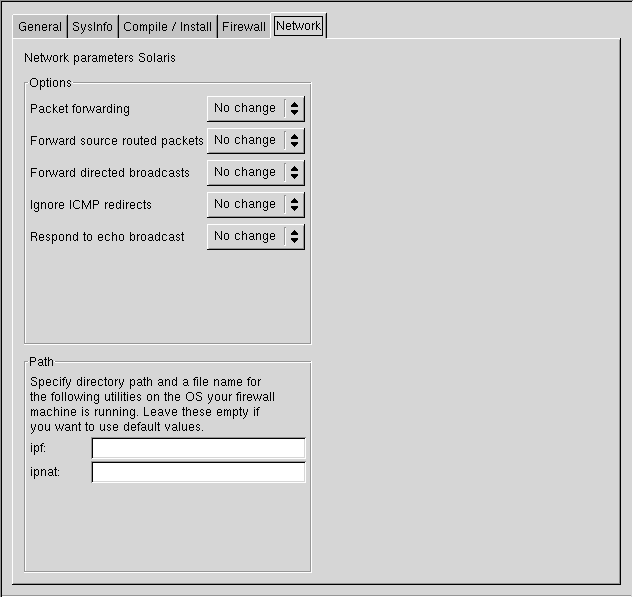 General SysInfo Compile / Install Firewall Network
Network parameters Solaris
Options
Packet forwarding No change
Forward source routed packets No change
Forward directed broadcasts No change
Ignore ICMP redirects No change
Respond to echo broadcast No change
Path
Specify directory path and a file name for
the following utilities on the OS your firewall
machine is running. Leave these empty if
you want to use default values.
ipf:
ipnat: